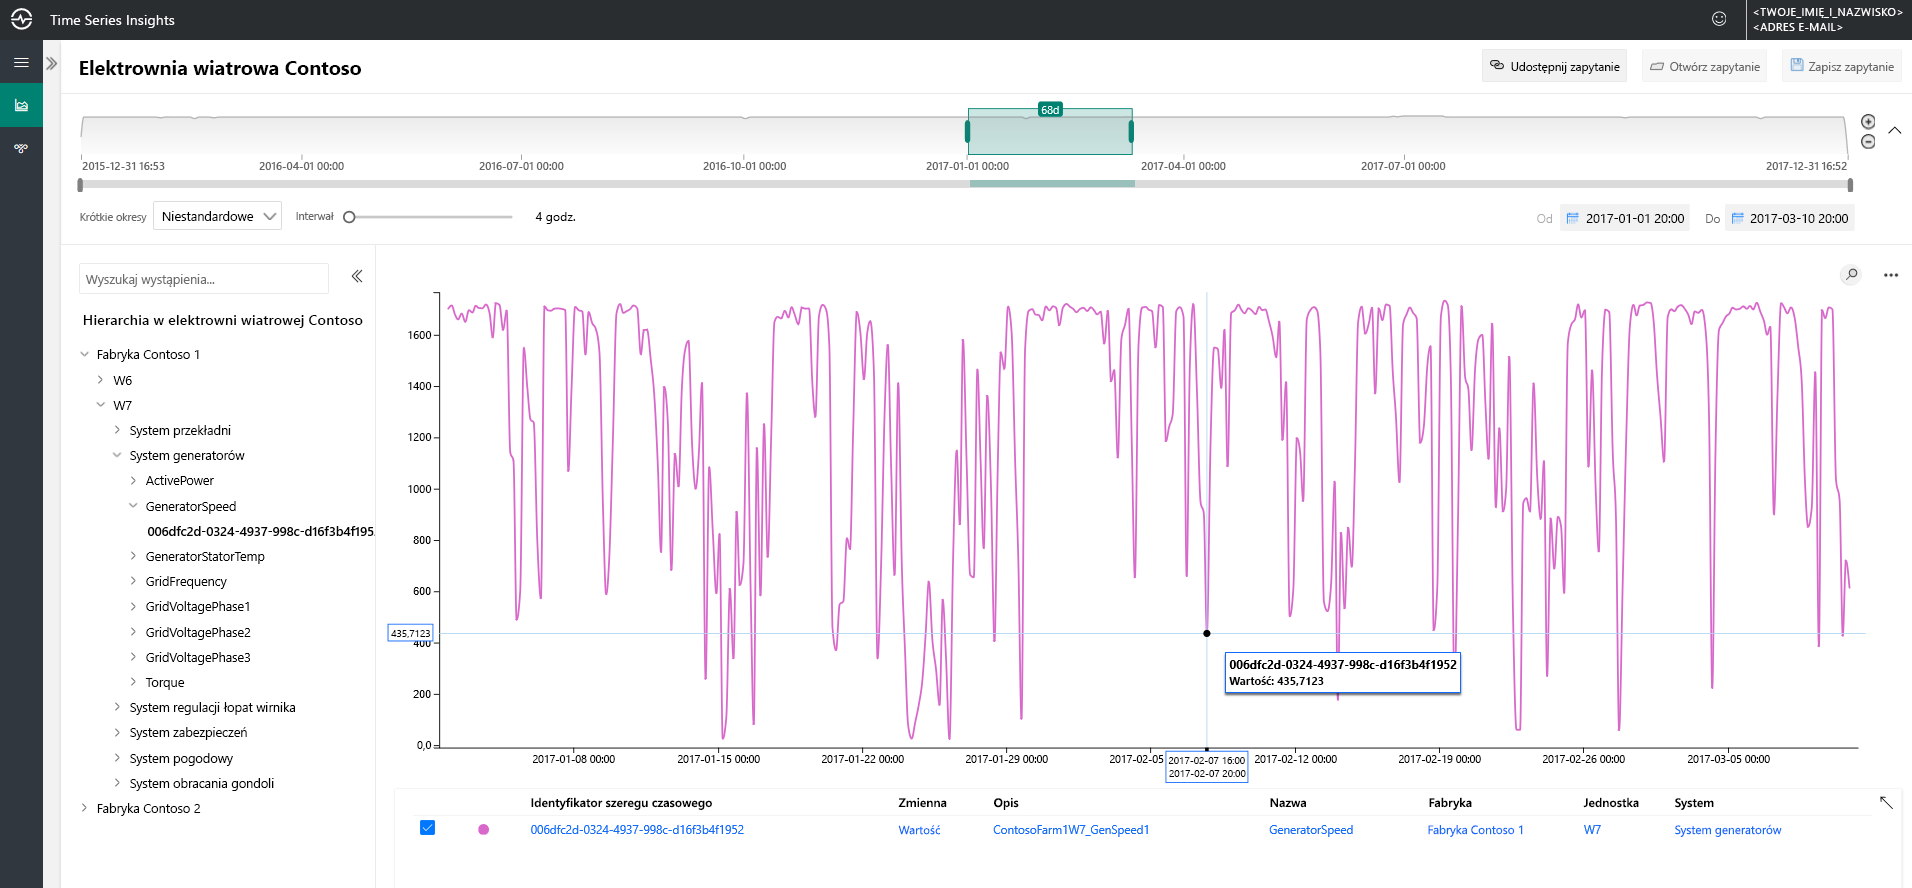 Time Series Insights
<TWOJE_IMIĘ_I_NAZWISKO>
<ADRES E-MAIL>
Elektrownia wiatrowa Contoso
Udostępnij zapytanie
Otwórz zapytanie
Zapisz zapytanie
68d
2015-12-31 16:53
2016-04-01 00:00
2016-07-01 00:00
2016-10-01 00:00
2017-01-01 00:00
2017-04-01 00:00
2017-07-01 00:00
2017-12-31 16:52
Krótkie okresy
Niestandardowe
Interwał
4 godz.
Od
2017-01-01 20:00
Do
2017-03-10 20:00
Wyszukaj wystąpienia...
Hierarchia w elektrowni wiatrowej Contoso
Fabryka Contoso 1
W6
W7
System przekładni
System generatorów
ActivePower
GeneratorSpeed
006dfc2d-0324-4937-998c-d16f3b4f195
GeneratorStatorTemp
GridFrequency
GridVoltagePhase1
GridVoltagePhase2
GridVoltagePhase3
Torque
System regulacji łopat wirnika
System zabezpieczeń
System pogodowy
System obracania gondoli
Fabryka Contoso 2
1600
1400
1200
1000
800
600
435,7123
400
200
0,0
006dfc2d-0324-4937-998c-d16f3b4f1952
Wartość: 435,7123
2017-01-08 00:00
2017-01-15 00:00
2017-01-22 00:00
2017-01-29 00:00
2017-02-05
2017-02-07 16:00
2017-02-07 20:00
2017-02-12 00:00
2017-02-19 00:00
2017-02-26 00:00
2017-03-05 00:00
Identyfikator szeregu czasowego
Zmienna
Opis
Nazwa
Fabryka
Jednostka
System
006dfc2d-0324-4937-998c-d16f3b4f1952
Wartość
ContosoFarm1W7_GenSpeed1
GeneratorSpeed
Fabryka Contoso 1
W7
System generatorów